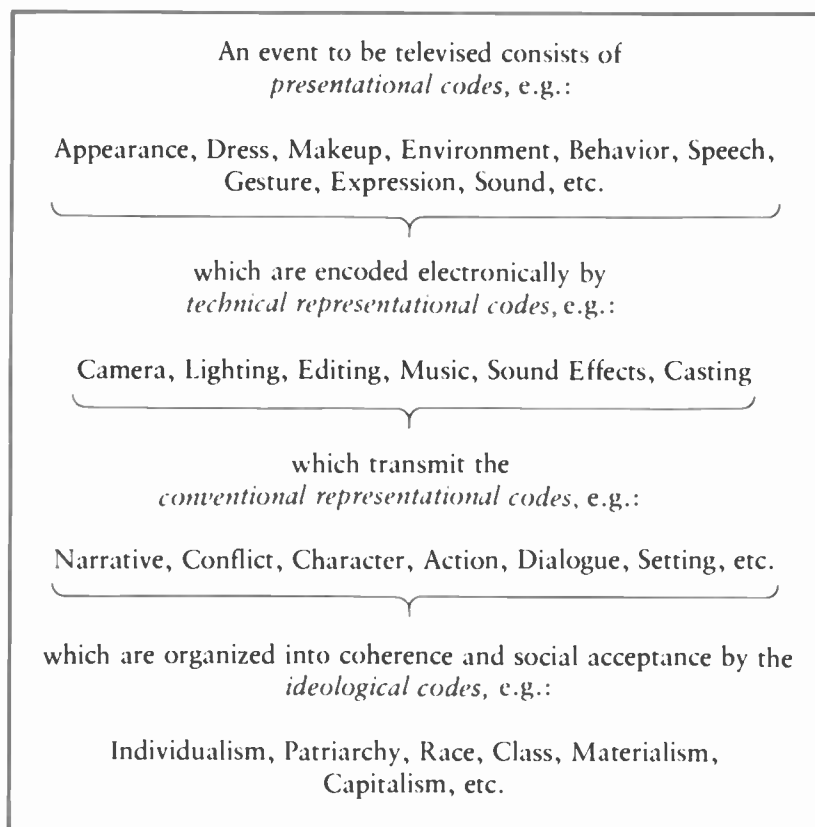 An event to be televised consists of
presentational codes, e.g.:
Appearance, Dress, Makeup, Environment, Behavior, Speech,
Gesture, Expression, Sound, etc.
which are encoded electronically by
technical representational codes, e.g.:
Camera, Lighting, Editing, Music, Sound Effects, Casting
which transmit the
conventional representational codes, e.g.:
Narrative, Conflict, Character, Action, Dialogue, Setting, etc.
which are organized into coherence and social acceptance by the
ideological codes, e.g.:
Individualism, Patriarchy, Race, Class, Materialism,
Capitalism, etc.